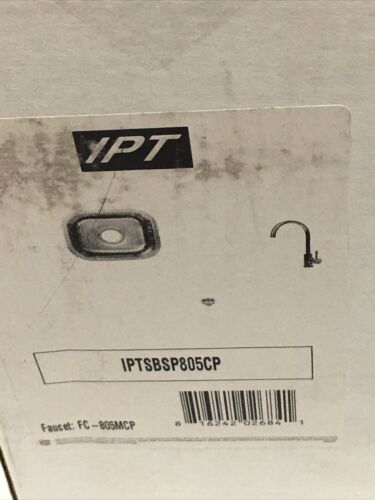 IPT
IPTSBSP805CP
Faucet: FC-805MCP
8 16242 02684 1